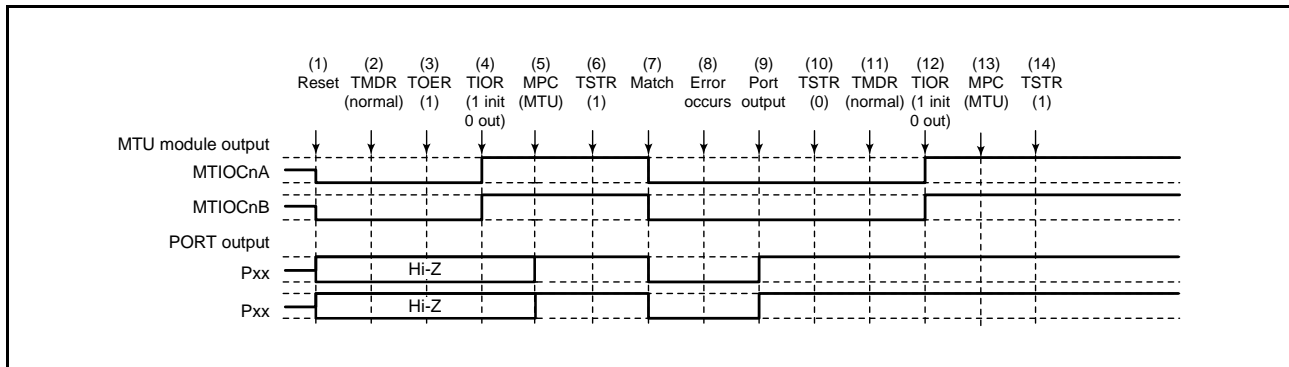 (1) (2) (3) (4) (5) (6) (7) (8) (9) (10) (11) (12) (13) (14)
Reset TMDR TOER TIOR MPC TSTR Match Error Port TSTR TMDR TIOR MPC TSTR
(normal) (1) (1 init (MTU) (1) occurs output (0) (normal) (1 init (MTU) (1)
0 out) 0 out)
MTU module output
MTIOCnA
MTIOCnB
PORT output
Pxx Hi-Z
Pxx Hi-Z